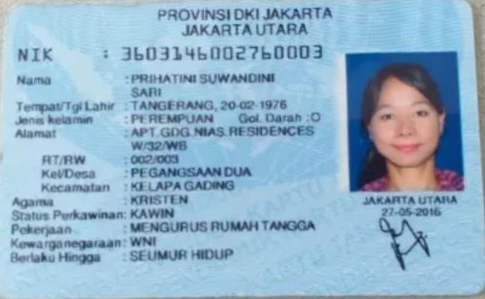 PROVINSI DKI JAKARTA
JAKARTA UTARA
NIK : 3603146002760003
Nama : PRIHATINI SUWANDINI
SARI
Tempat/Tgl Lahir : TANGERANG, 20-02-1976
Jenis kelamin : PEREMPUAN Gol. Darah :O
Alamat : APT.GDG.NIAS.RESIDENCES
W/32/WB
RT/RW : 002/003
Kel/Desa : PEGANGSAAN DUA
Kecamatan : KELAPA GADING
Agama : KRISTEN
Status Perkawinan: KAWIN
Pekerjaan : MENGURUS RUMAH TANGGA
Kewarganegaraan: WNI
Berlaku Hingga : SEUMUR HIDUP
JAKARTA UTARA
27-05-2016